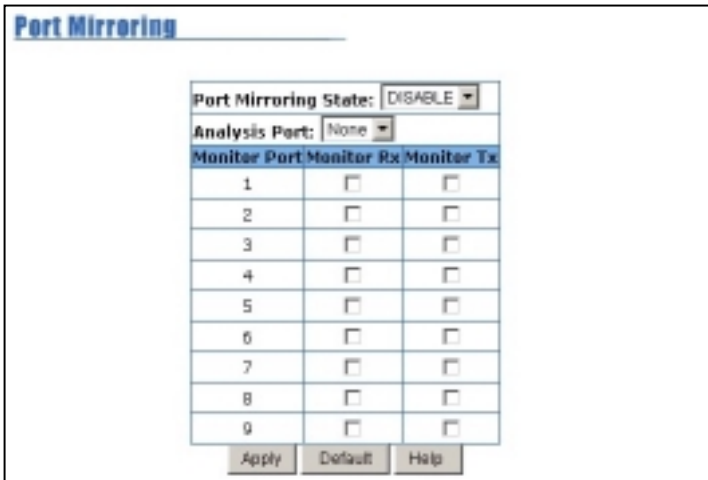 Port Mirroring
Port Mirroring State: DISABLE
Analysis Port: None
Monitor Port Monitor Rx Monitor Tx
1
2
3
4
5
6
7
8
9
Apply Default Help